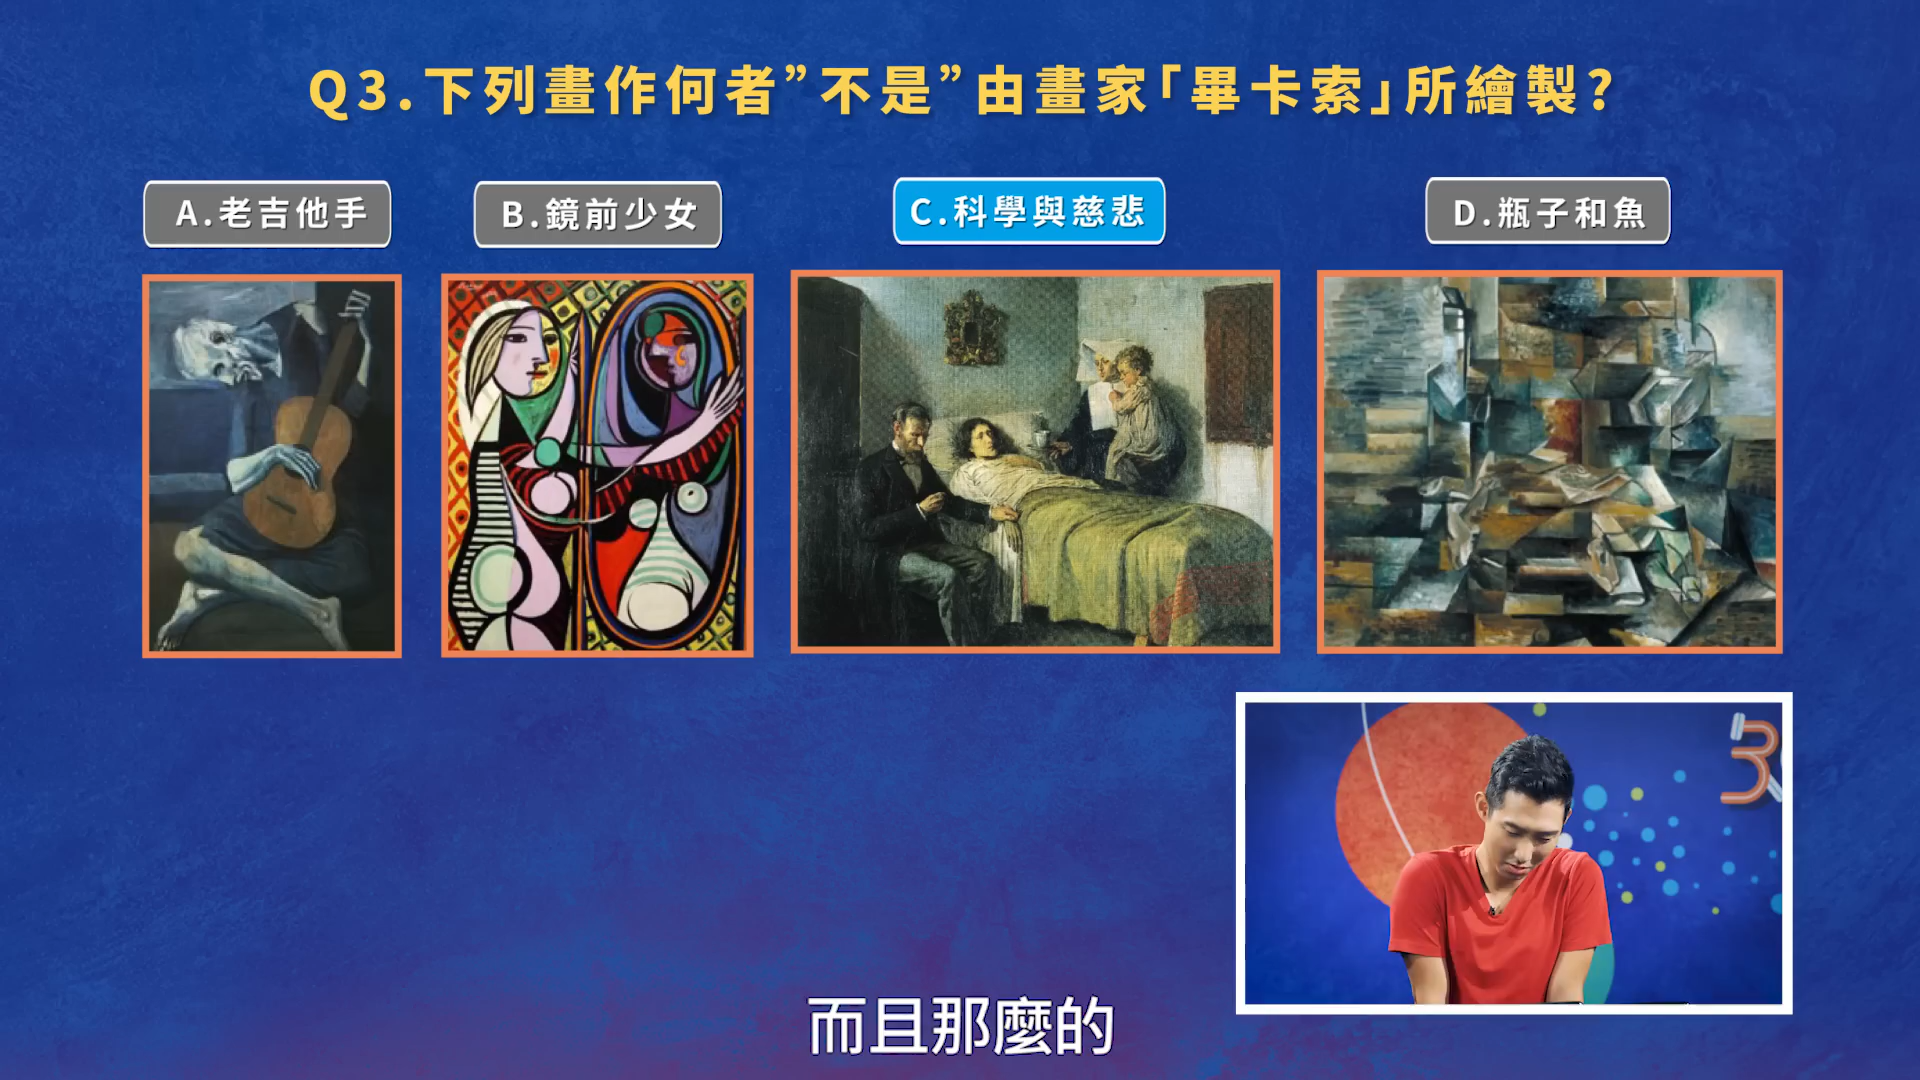 Q3.下列畫作何者”不是”由畫家「畢卡索」所繪製?
A.老吉他手
B.鏡前少女
C.科學與慈悲
D.瓶子和魚
3
而且那麼的